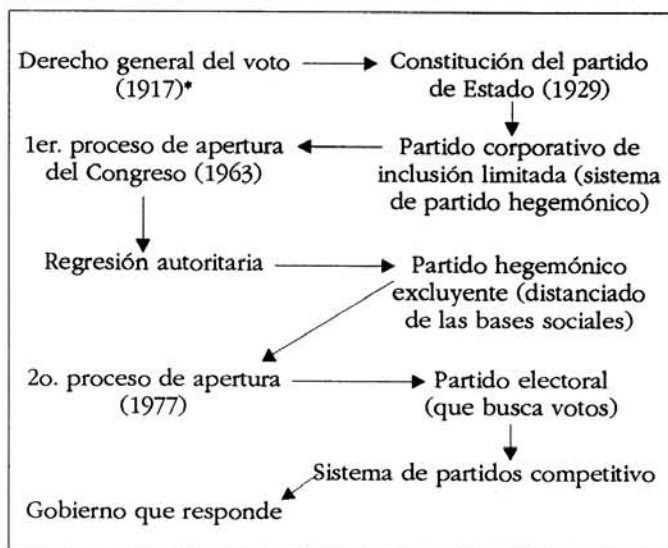 Derecho general del voto
(1917)*
Constitución del partido
de Estado (1929)
1er. proceso de apertura
del Congreso (1963)
Partido corporativo de
inclusión limitada (sistema
de partido hegemónico)
Regresión autoritaria
Partido hegemónico
excluyente (distanciado
de las bases sociales)
2o. proceso de apertura
(1977)
Partido electoral
(que busca votos)
Sistema de partidos competitivo
Gobierno que responde